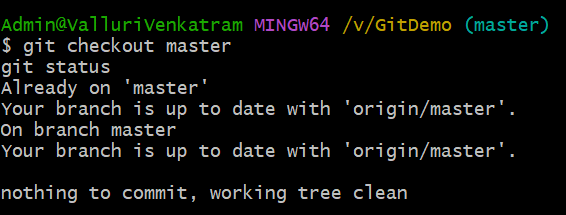 Admin@ValluriVenkatram MINGW64 /v/GitDemo (master)
$ git checkout master
git status
Already on 'master'
Your branch is up to date with 'origin/master'.
On branch master
Your branch is up to date with 'origin/master'.

nothing to commit, working tree clean